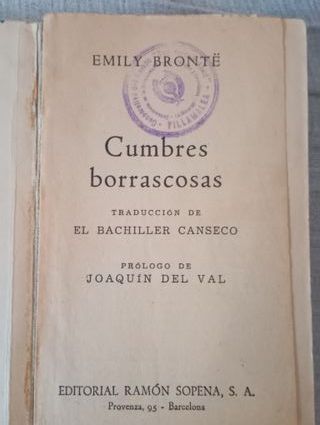 EMILY BRONTË
VILLAMALEA
Cumbres
borrascosas
TRADUCCIÓN DE
EL BACHILLER CANSECO
PRÓLOGO DE
JOAQUÍN DEL VAL
EDITORIAL RAMÓN SOPENA, S. A.
Provenza, 95 - Barcelona